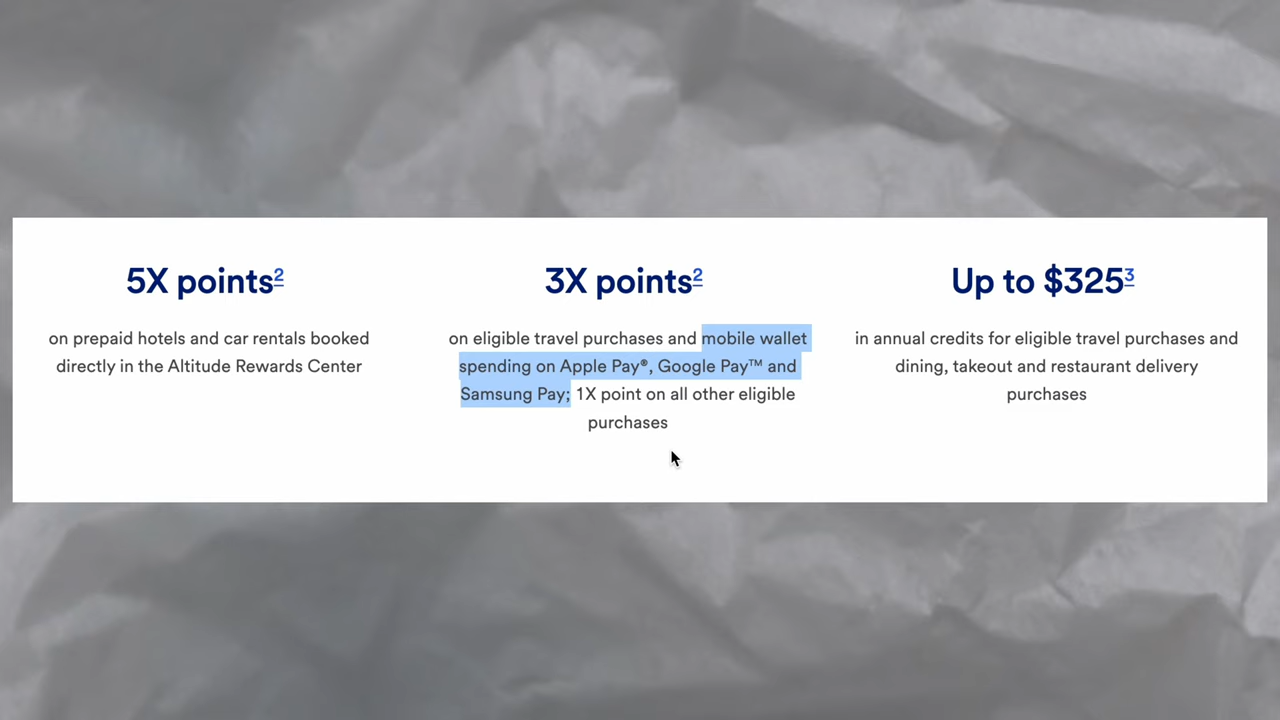 5X points2
on prepaid hotels and car rentals booked
directly in the Altitude Rewards Center
3X points2
on eligible travel purchases and mobile wallet
spending on Apple Pay®, Google Pay™ and
Samsung Pay; 1X point on all other eligible
purchases
Up to $3253
in annual credits for eligible travel purchases and
dining, takeout and restaurant delivery
purchases